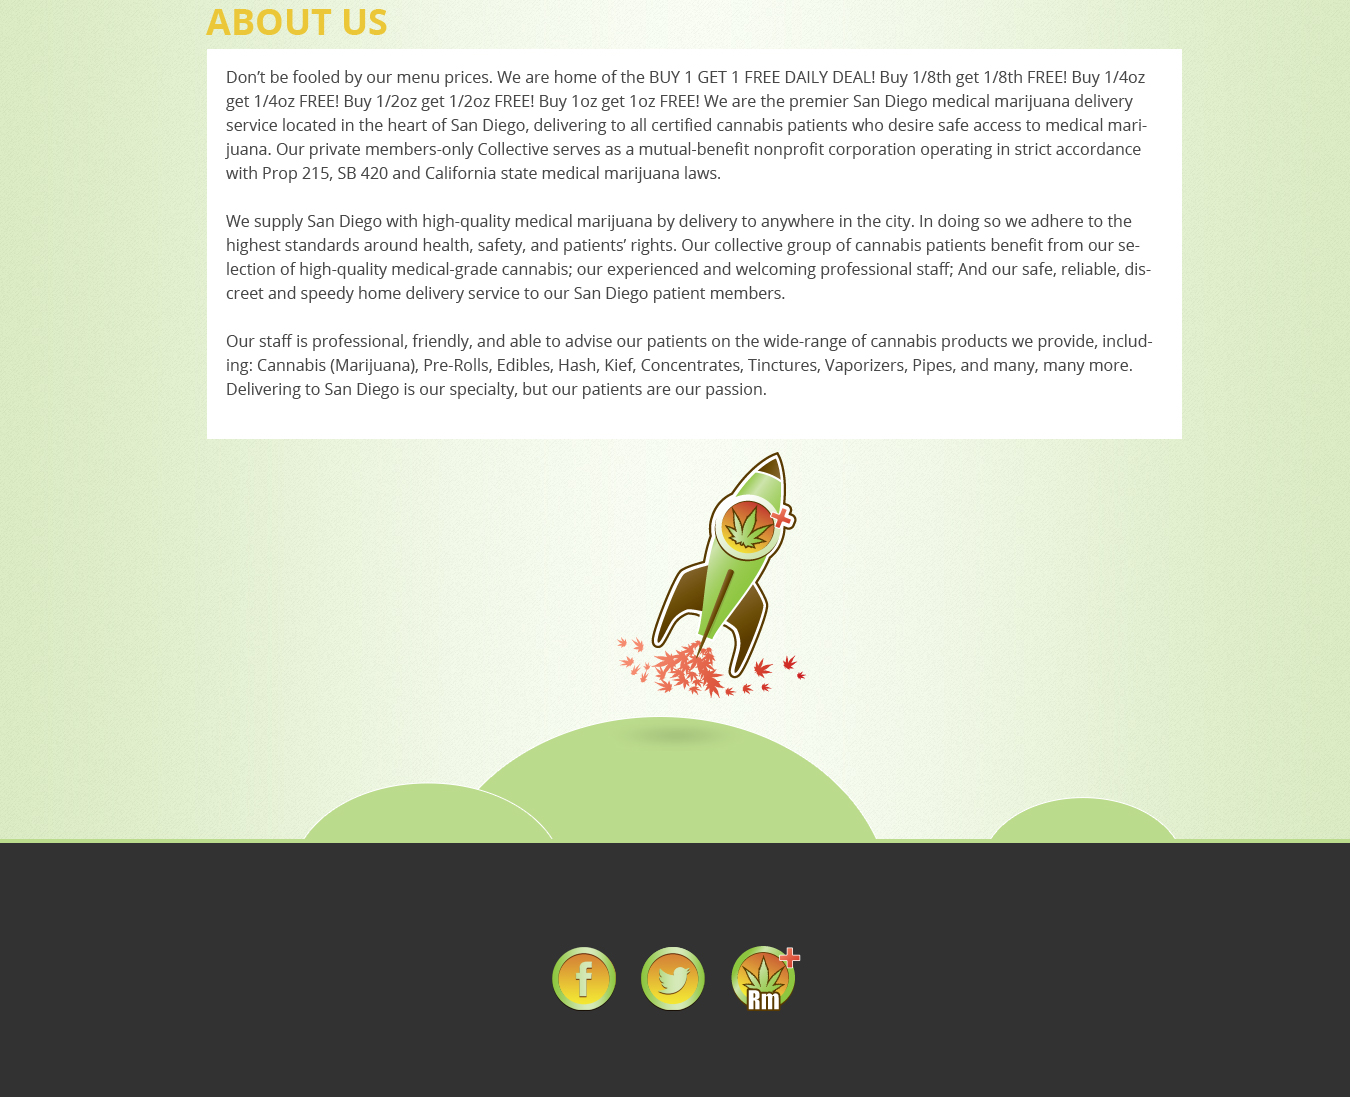 ABOUT US
Don’t be fooled by our menu prices. We are home of the BUY 1 GET 1 FREE DAILY DEAL! Buy 1/8th get 1/8th FREE! Buy 1/4oz
get 1/4oz FREE! Buy 1/2oz get 1/2oz FREE! Buy 1oz get 1oz FREE! We are the premier San Diego medical marijuana delivery
service located in the heart of San Diego, delivering to all certified cannabis patients who desire safe access to medical mari-
juana. Our private members-only Collective serves as a mutual-benefit nonprofit corporation operating in strict accordance
with Prop 215, SB 420 and California state medical marijuana laws.
We supply San Diego with high-quality medical marijuana by delivery to anywhere in the city. In doing so we adhere to the
highest standards around health, safety, and patients’ rights. Our collective group of cannabis patients benefit from our se-
lection of high-quality medical-grade cannabis; our experienced and welcoming professional staff; And our safe, reliable, dis-
creet and speedy home delivery service to our San Diego patient members.
Our staff is professional, friendly, and able to advise our patients on the wide-range of cannabis products we provide, includ-
ing: Cannabis (Marijuana), Pre-Rolls, Edibles, Hash, Kief, Concentrates, Tinctures, Vaporizers, Pipes, and many, many more.
Delivering to San Diego is our specialty, but our patients are our passion.
f
Rm